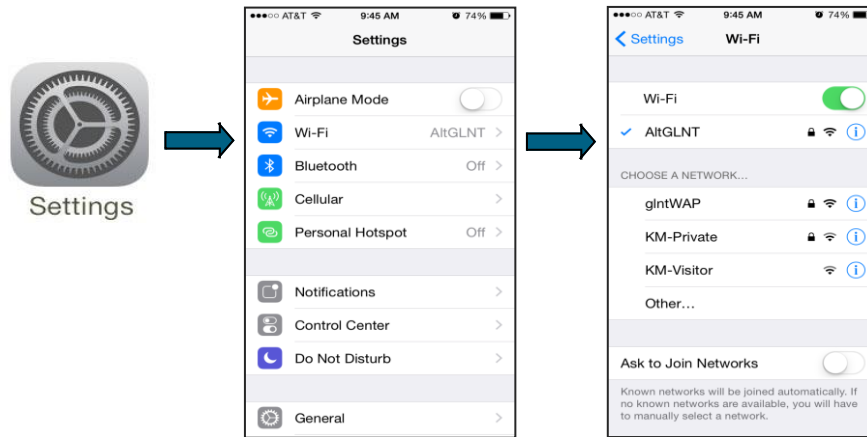 Settings
AT&T 9:45 AM 74%
Settings
Airplane Mode
Wi-Fi AltGLNT
Bluetooth Off
Cellular
Personal Hotspot Off
Notifications
Control Center
Do Not Disturb
General
AT&T 9:45 AM 74%
Settings Wi-Fi
Wi-Fi
AltGLNT
CHOOSE A NETWORK...
glntWAP
KM-Private
KM-Visitor
Other...
Ask to Join Networks
Known networks will be joined automatically. If
no known networks are available, you will have
to manually select a network.